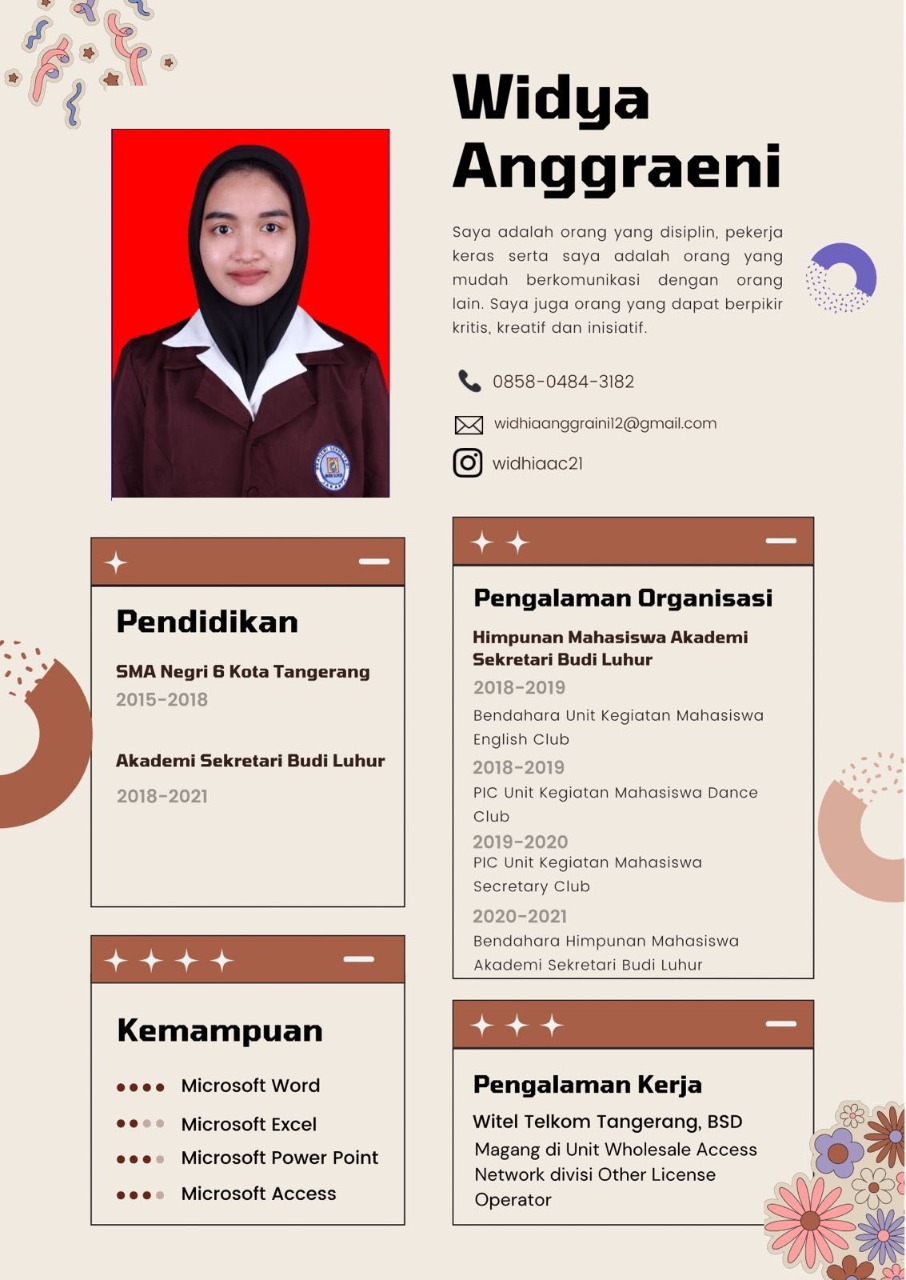 Widya
Anggraeni
Saya adalah orang yang disiplin, pekerja
keras serta saya adalah orang yang
mudah berkomunikasi dengan orang
lain. Saya juga orang yang dapat berpikir
kritis, kreatif dan inisiatif.
0858-0484-3182
widhiaanggraini12@gmail.com
widhiaac21
Pendidikan
SMA Negri 6 Kota Tangerang
2015-2018
Akademi Sekretari Budi Luhur
2018-2021
Kemampuan
Microsoft Word
Microsoft Excel
Microsoft Power Point
Microsoft Access
Pengalaman Organisasi
Himpunan Mahasiswa Akademi
Sekretari Budi Luhur
2018-2019
Bendahara Unit Kegiatan Mahasiswa
English Club
2018-2019
PIC Unit Kegiatan Mahasiswa Dance
Club
2019-2020
PIC Unit Kegiatan Mahasiswa
Secretary Club
2020-2021
Bendahara Himpunan Mahasiswa
Akademi Sekretari Budi Luhur
Pengalaman Kerja
Witel Telkom Tangerang, BSD
Magang di Unit Wholesale Access
Network divisi Other License
Operator